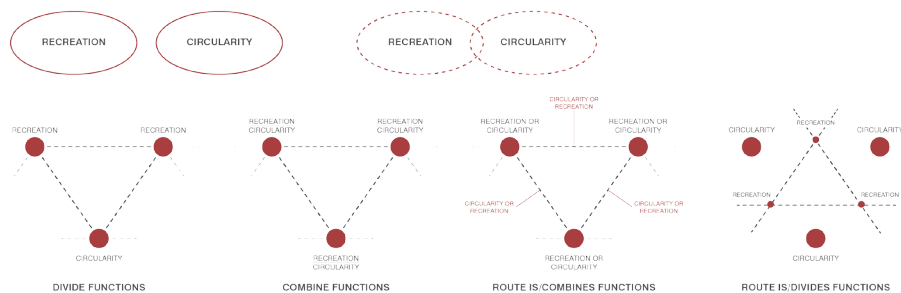 RECREATION
CIRCULARITY
RECREATION
CIRCULARITY
RECREATION
RECREATION
CIRCULARITY
DIVIDE FUNCTIONS
RECREATION
CIRCULARITY
RECREATION
CIRCULARITY
RECREATION
CIRCULARITY
COMBINE FUNCTIONS
CIRCULARITY OR
RECREATION
RECREATION OR
CIRCULARITY
RECREATION OR
CIRCULARITY
CIRCULARITY OR
RECREATION
CIRCULARITY OR
RECREATION
RECREATION OR
CIRCULARITY
ROUTE IS/COMBINES FUNCTIONS
RECREATION
CIRCULARITY
CIRCULARITY
RECREATION
RECREATION
CIRCULARITY
ROUTE IS/DIVIDES FUNCTIONS